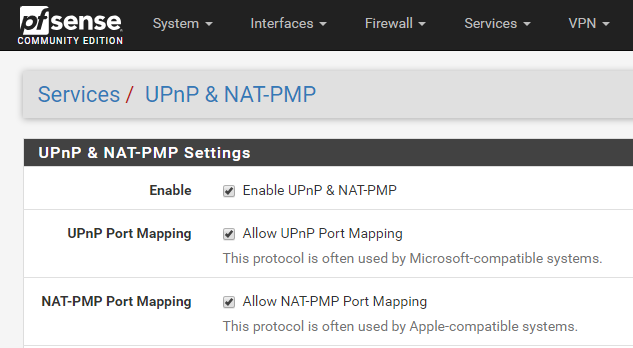 pfsense
COMMUNITY EDITION
System Interfaces Firewall Services VPN
Services / UPnP & NAT-PMP
UPnP & NAT-PMP Settings
Enable Enable UPnP & NAT-PMP
UPnP Port Mapping Allow UPnP Port Mapping
This protocol is often used by Microsoft-compatible systems.
NAT-PMP Port Mapping Allow NAT-PMP Port Mapping
This protocol is often used by Apple-compatible systems.